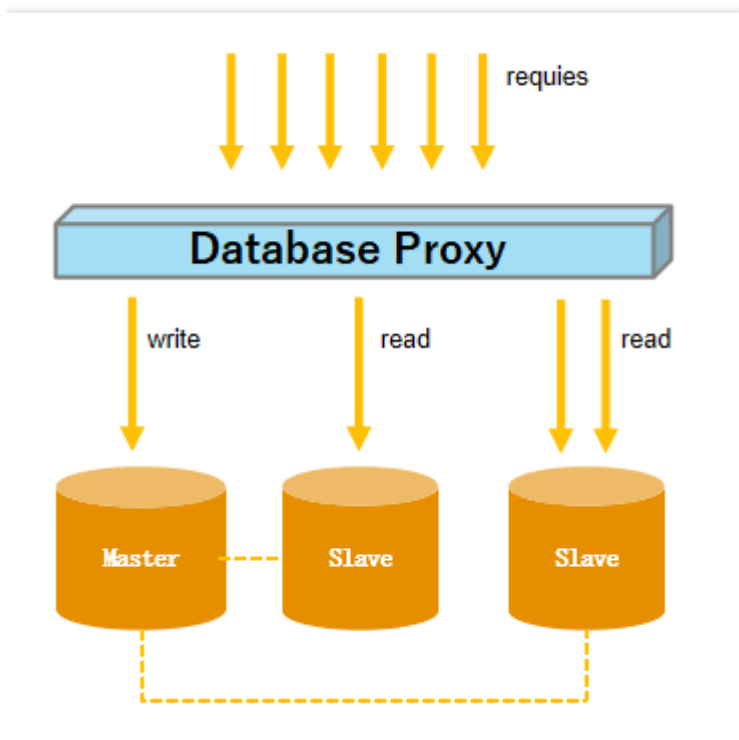 requies
Database Proxy
write
read
read
Master
Slave
Slave